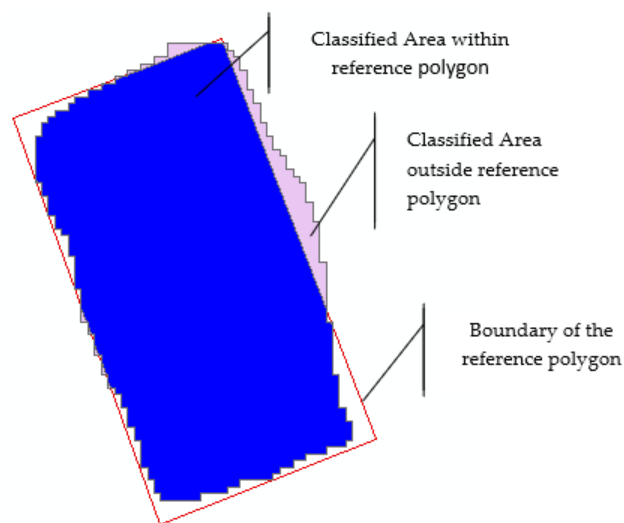 Classified Area within
reference polygon
Classified Area
outside reference
polygon
Boundary of the
reference polygon